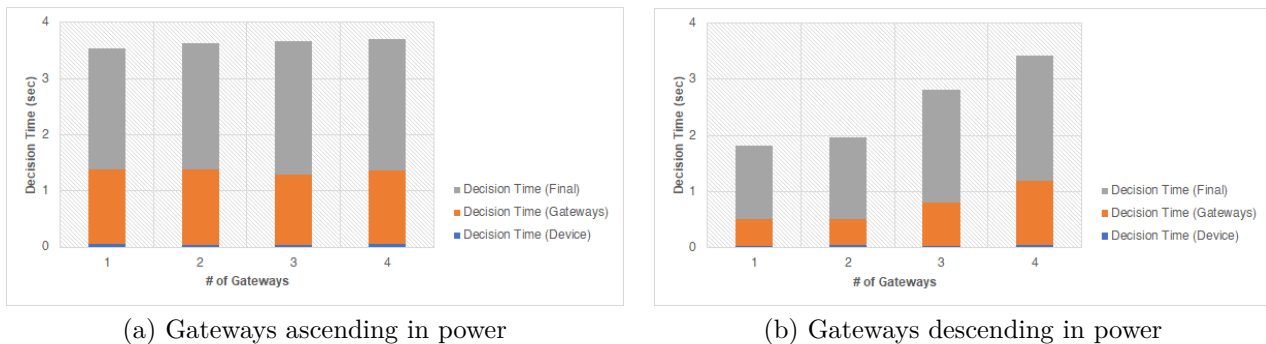 4
3
2
1
0
Decision Time (sec)
1 2 3 4
# of Gateways
Decision Time (Final)
Decision Time (Gateways)
Decision Time (Device)
(a) Gateways ascending in power
4
3
2
1
0
Decision Time (sec)
1 2 3 4
# of Gateways
Decision Time (Final)
Decision Time (Gateways)
Decision Time (Device)
(b) Gateways descending in power